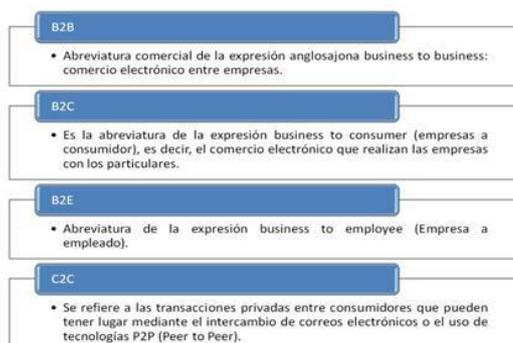 B2B
• Abreviatura comercial de la expresión anglosajona business to business:
comercio electrónico entre empresas.
B2C
• Es la abreviatura de la expresión business to consumer (empresas a
consumidor), es decir, el comercio electrónico que realizan las empresas
con los particulares.
B2E
• Abreviatura de la expresión business to employee (Empresa a
empleado).
C2C
• Se refiere a las transacciones privadas entre consumidores que pueden
tener lugar mediante el intercambio de correos electrónicos o el uso de
tecnologías P2P (Peer to Peer).